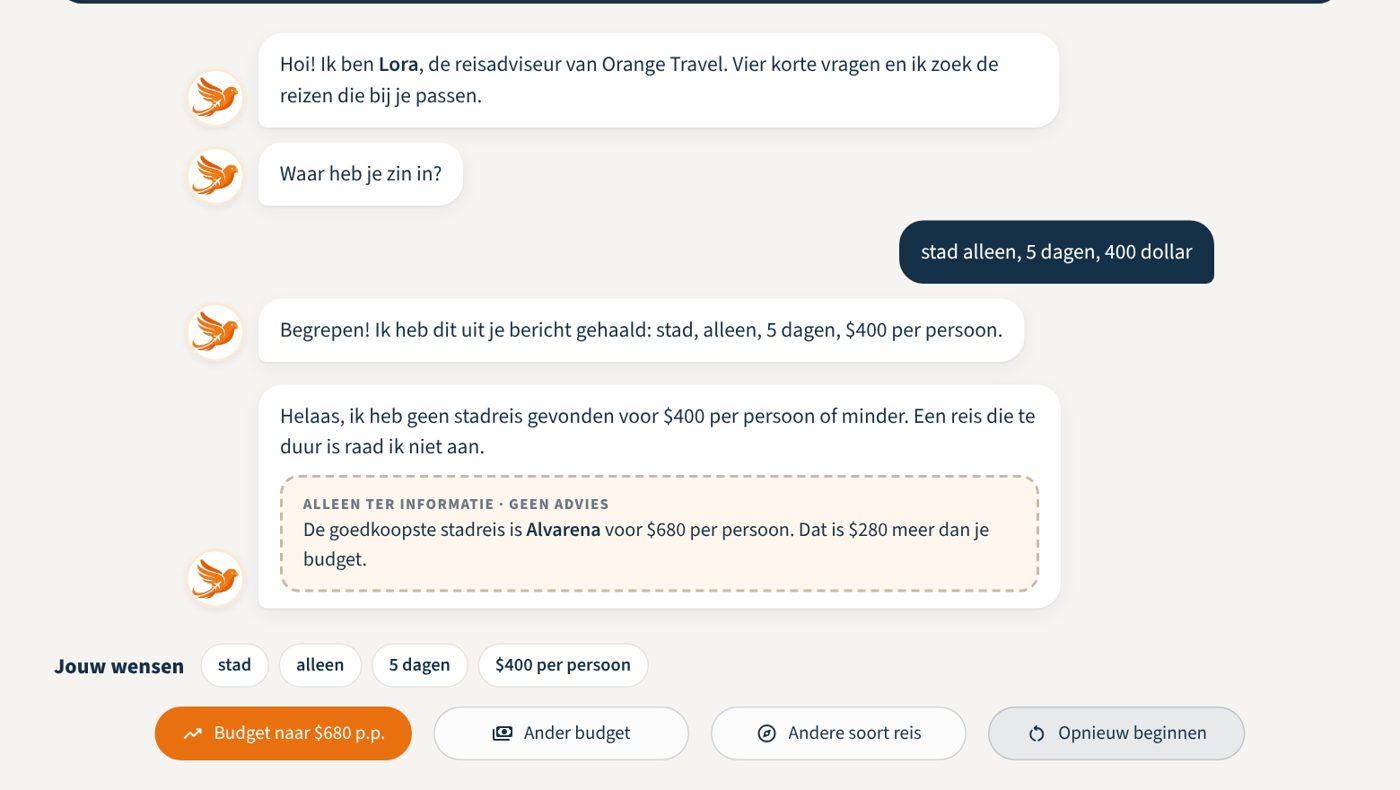 Hoi! Ik ben Lora, de reisadviseur van Orange Travel. Vier korte vragen en ik zoek de
reizen die bij je passen.
Waar heb je zin in?
stad alleen, 5 dagen, 400 dollar
Begrepen! Ik heb dit uit je bericht gehaald: stad, alleen, 5 dagen, $400 per persoon.
Helaas, ik heb geen stadreis gevonden voor $400 per persoon of minder. Een reis die te
duur is raad ik niet aan.
ALLEEN TER INFORMATIE · GEEN ADVIES
De goedkoopste stadreis is Alvarena voor $680 per persoon. Dat is $280 meer dan je
budget.
Jouw wensen stad alleen 5 dagen $400 per persoon
Budget naar $680 p.p. Ander budget Andere soort reis Opnieuw beginnen